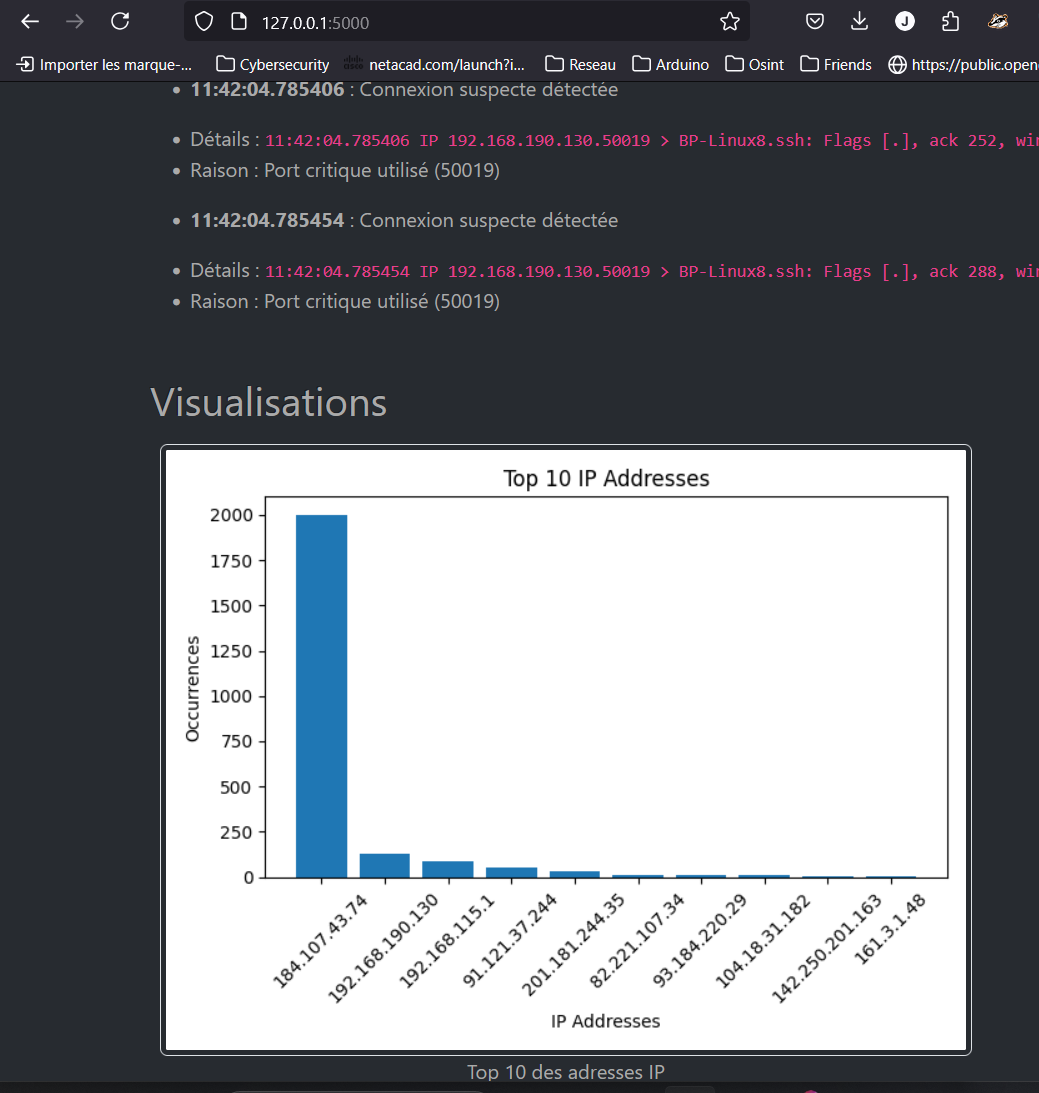 127.0.0.1:5000
J
Importer les marque-... Cybersecurity netacad.com/launch?i... Reseau Arduino Osint Friends https://public.open
11:42:04.785406 : Connexion suspecte détectée
Détails : 11:42:04.785406 IP 192.168.190.130.50019 > BP-Linux8.ssh: Flags [.], ack 252, wi
Raison : Port critique utilisé (50019)
11:42:04.785454 : Connexion suspecte détectée
Détails : 11:42:04.785454 IP 192.168.190.130.50019 > BP-Linux8.ssh: Flags [.], ack 288, wi
Raison : Port critique utilisé (50019)
Visualisations
Top 10 IP Addresses
2000
1750
1500
1250
1000
750
500
250
0
Occurrences
184.107.43.74
192.168.190.130
192.168.115.1
91.121.37.244
201.181.244.35
82.221.107.34
93.184.220.29
104.18.31.182
142.250.201.163
161.3.1.48
IP Addresses
Top 10 des adresses IP